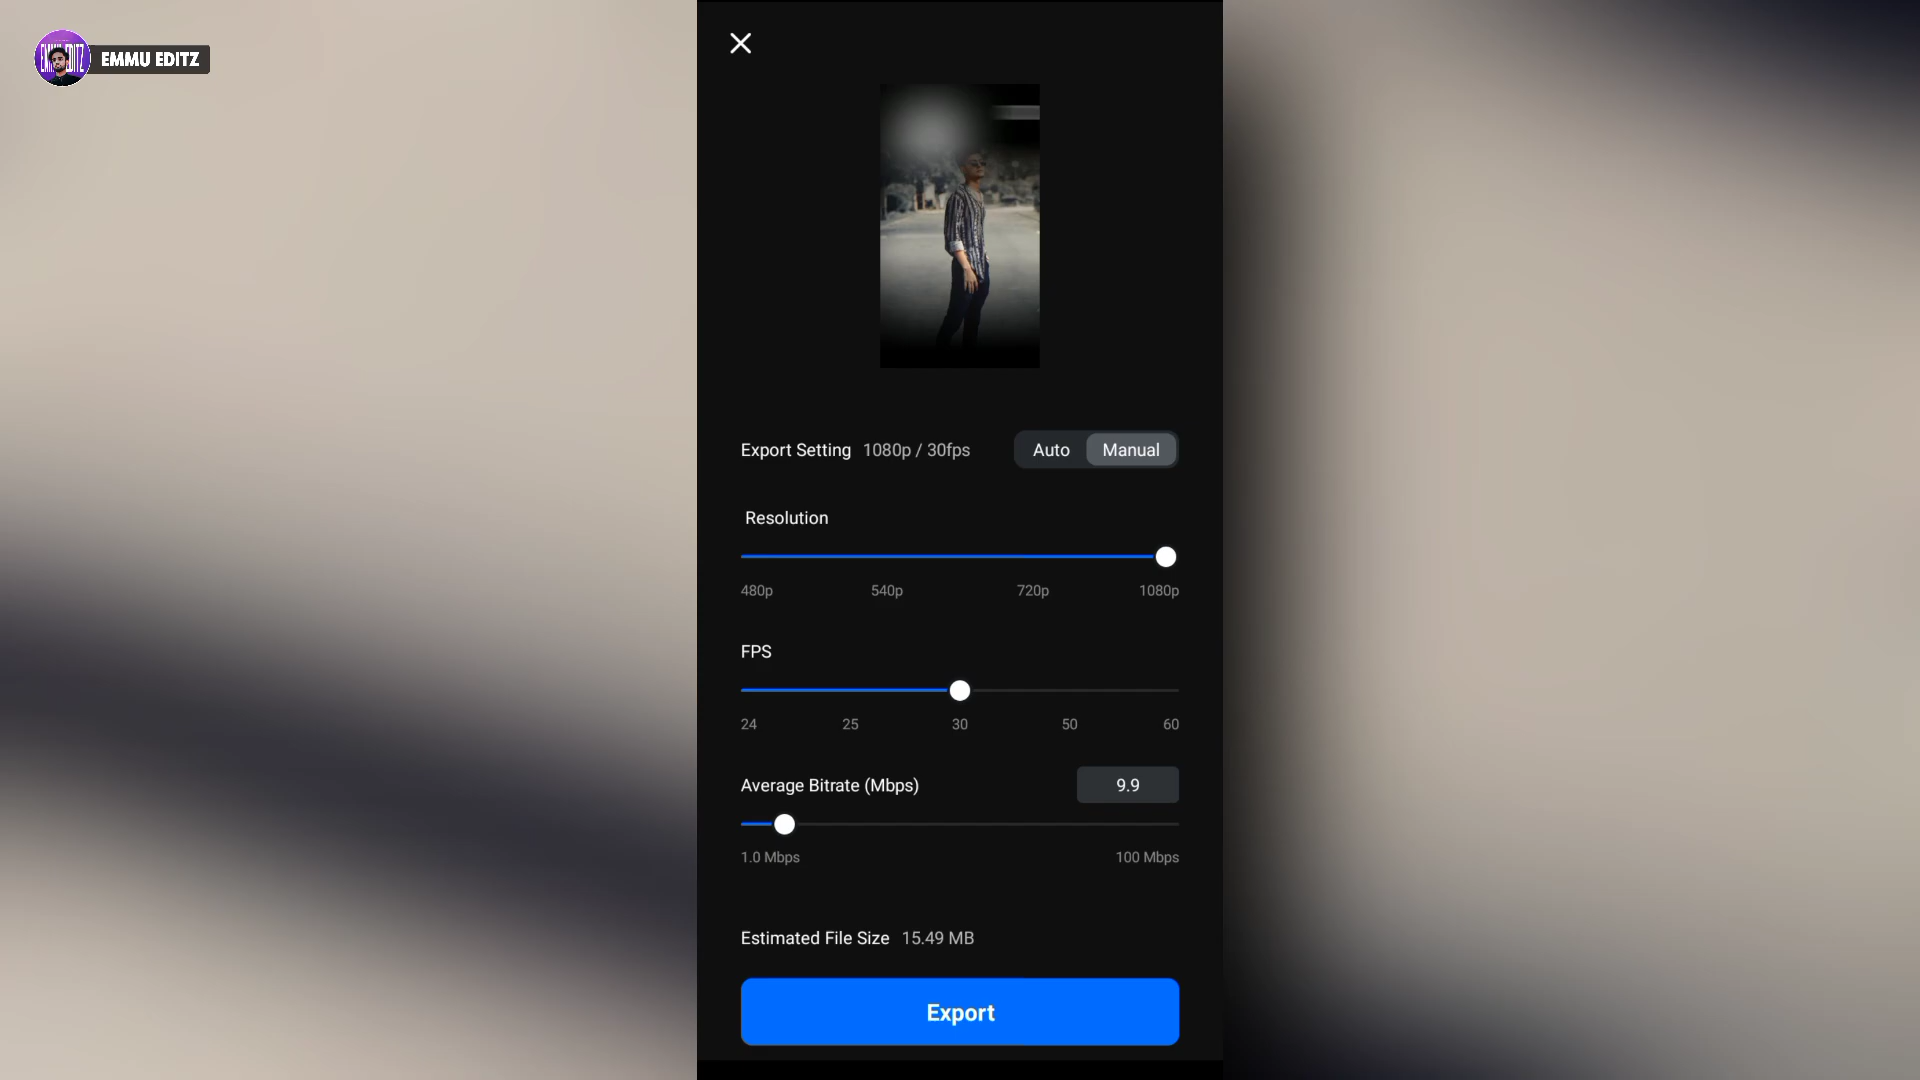 EMMU EDITZ
Export Setting 1080p / 30fps Auto Manual
Resolution
480p 540p 720p 1080p
FPS
24 25 30 50 60
Average Bitrate (Mbps) 9.9
1.0 Mbps 100 Mbps
Estimated File Size 15.49 MB
Export